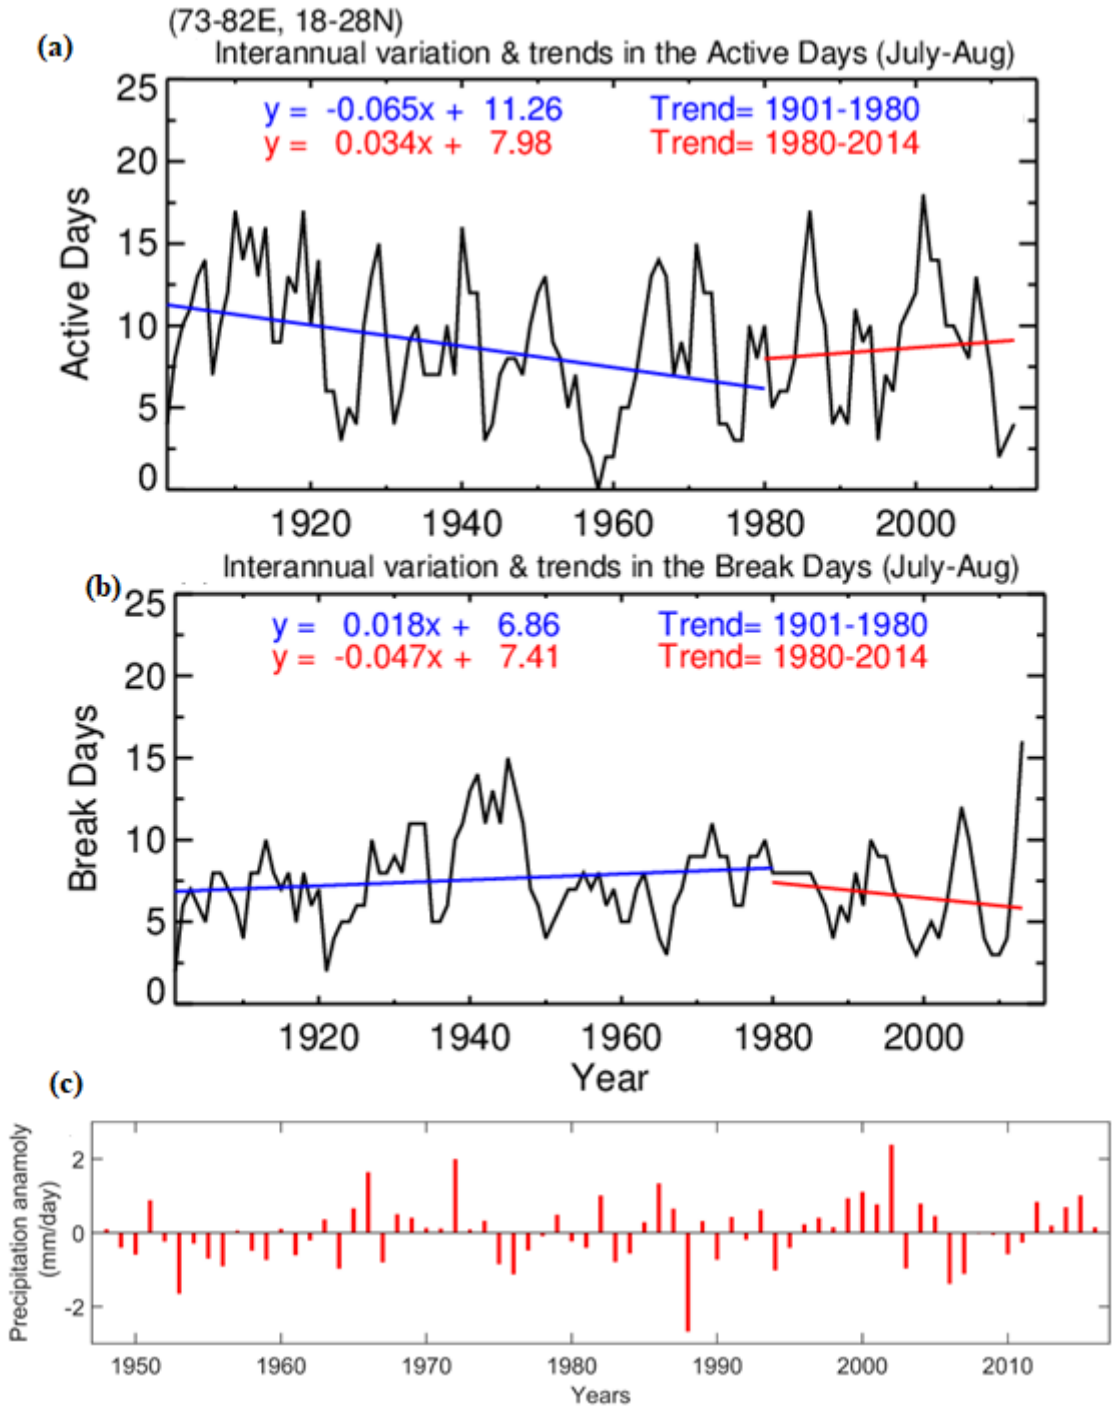 (73-82E, 18-28N)
(a)
Interannual variation & trends in the Active Days (July-Aug)
y = -0.065x + 11.26 Trend= 1901-1980
y = 0.034x + 7.98 Trend= 1980-2014
Active Days
25
20
15
10
5
0
1920 1940 1960 1980 2000
(b)
Interannual variation & trends in the Break Days (July-Aug)
y = 0.018x + 6.86 Trend= 1901-1980
y = -0.047x + 7.41 Trend= 1980-2014
Break Days
25
20
15
10
5
0
1920 1940 1960 1980 2000
Year
(c)
Precipitation anamoly
(mm/day)
2
0
-2
1950 1960 1970 1980 1990 2000 2010
Years